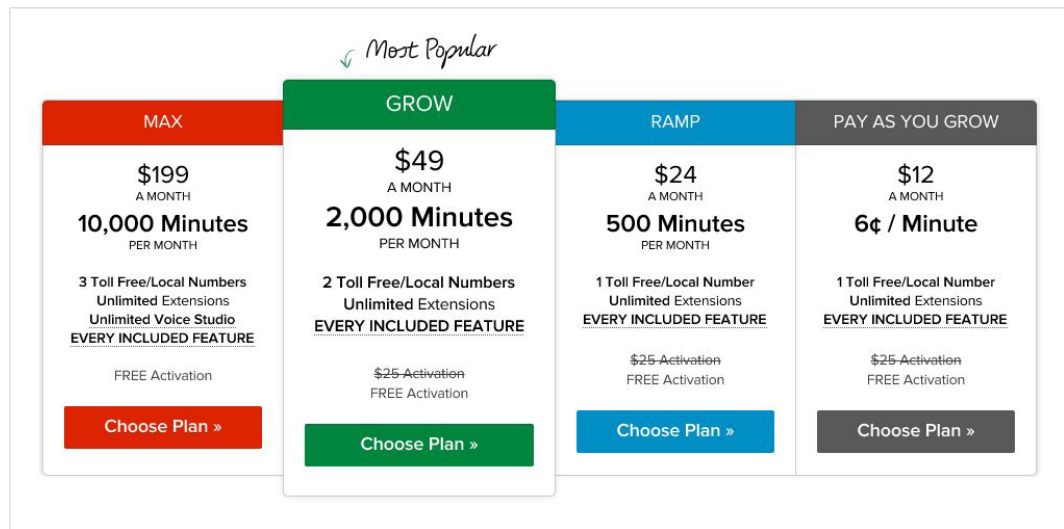 Most Popular
MAX
$199
A MONTH
10,000 Minutes
PER MONTH
3 Toll Free/Local Numbers
Unlimited Extensions
Unlimited Voice Studio
EVERY INCLUDED FEATURE
FREE Activation
Choose Plan »
GROW
$49
A MONTH
2,000 Minutes
PER MONTH
2 Toll Free/Local Numbers
Unlimited Extensions
EVERY INCLUDED FEATURE
$25 Activation
FREE Activation
Choose Plan »
RAMP
$24
A MONTH
500 Minutes
PER MONTH
1 Toll Free/Local Number
Unlimited Extensions
EVERY INCLUDED FEATURE
$25 Activation
FREE Activation
Choose Plan »
PAY AS YOU GROW
$12
A MONTH
6¢ / Minute
1 Toll Free/Local Number
Unlimited Extensions
EVERY INCLUDED FEATURE
$25 Activation
FREE Activation
Choose Plan »